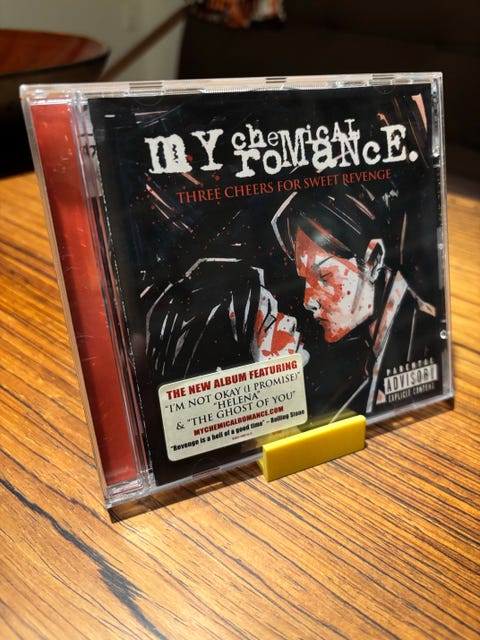 my chemical
romance.
THREE CHEERS FOR SWEET REVENGE
THE NEW ALBUM FEATURING
"I'M NOT OKAY (I PROMISE)"
"HELENA"
& "THE GHOST OF YOU"
MYCHEMICALROMANCE.COM
"Revenge is a hell of a good time" – Rolling Stone
PARENTAL
ADVISORY
EXPLICIT CONTENT